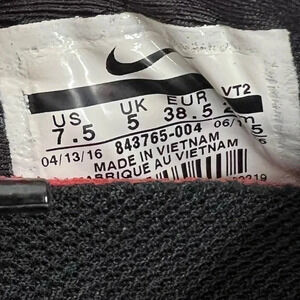 VT2
US UK EUR
7.5 5 38.5
04/13/16 843765-004 06/
MADE IN VIETNAM
FABRIQUE AU VIETNAM